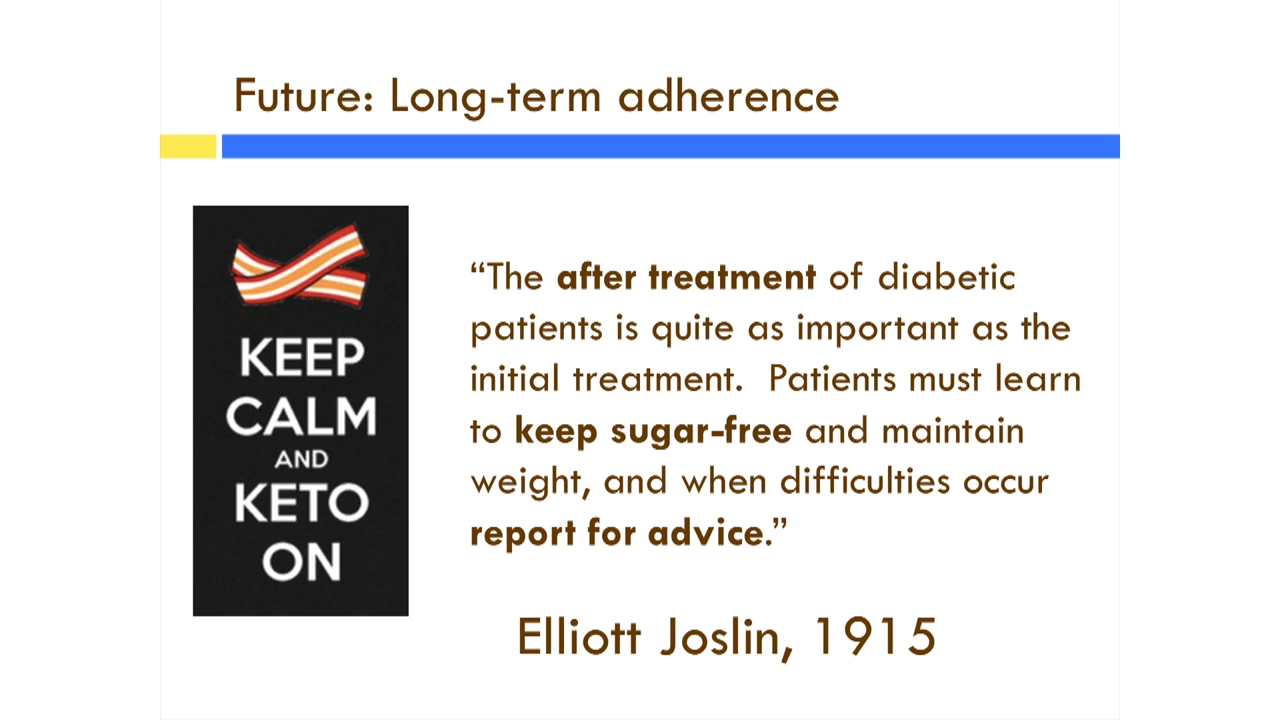 Future: Long-term adherence
KEEP
CALM
AND
KETO
ON
“The after treatment of diabetic
patients is quite as important as the
initial treatment.  Patients must learn
to keep sugar-free and maintain
weight, and when difficulties occur
report for advice.”
Elliott Joslin, 1915